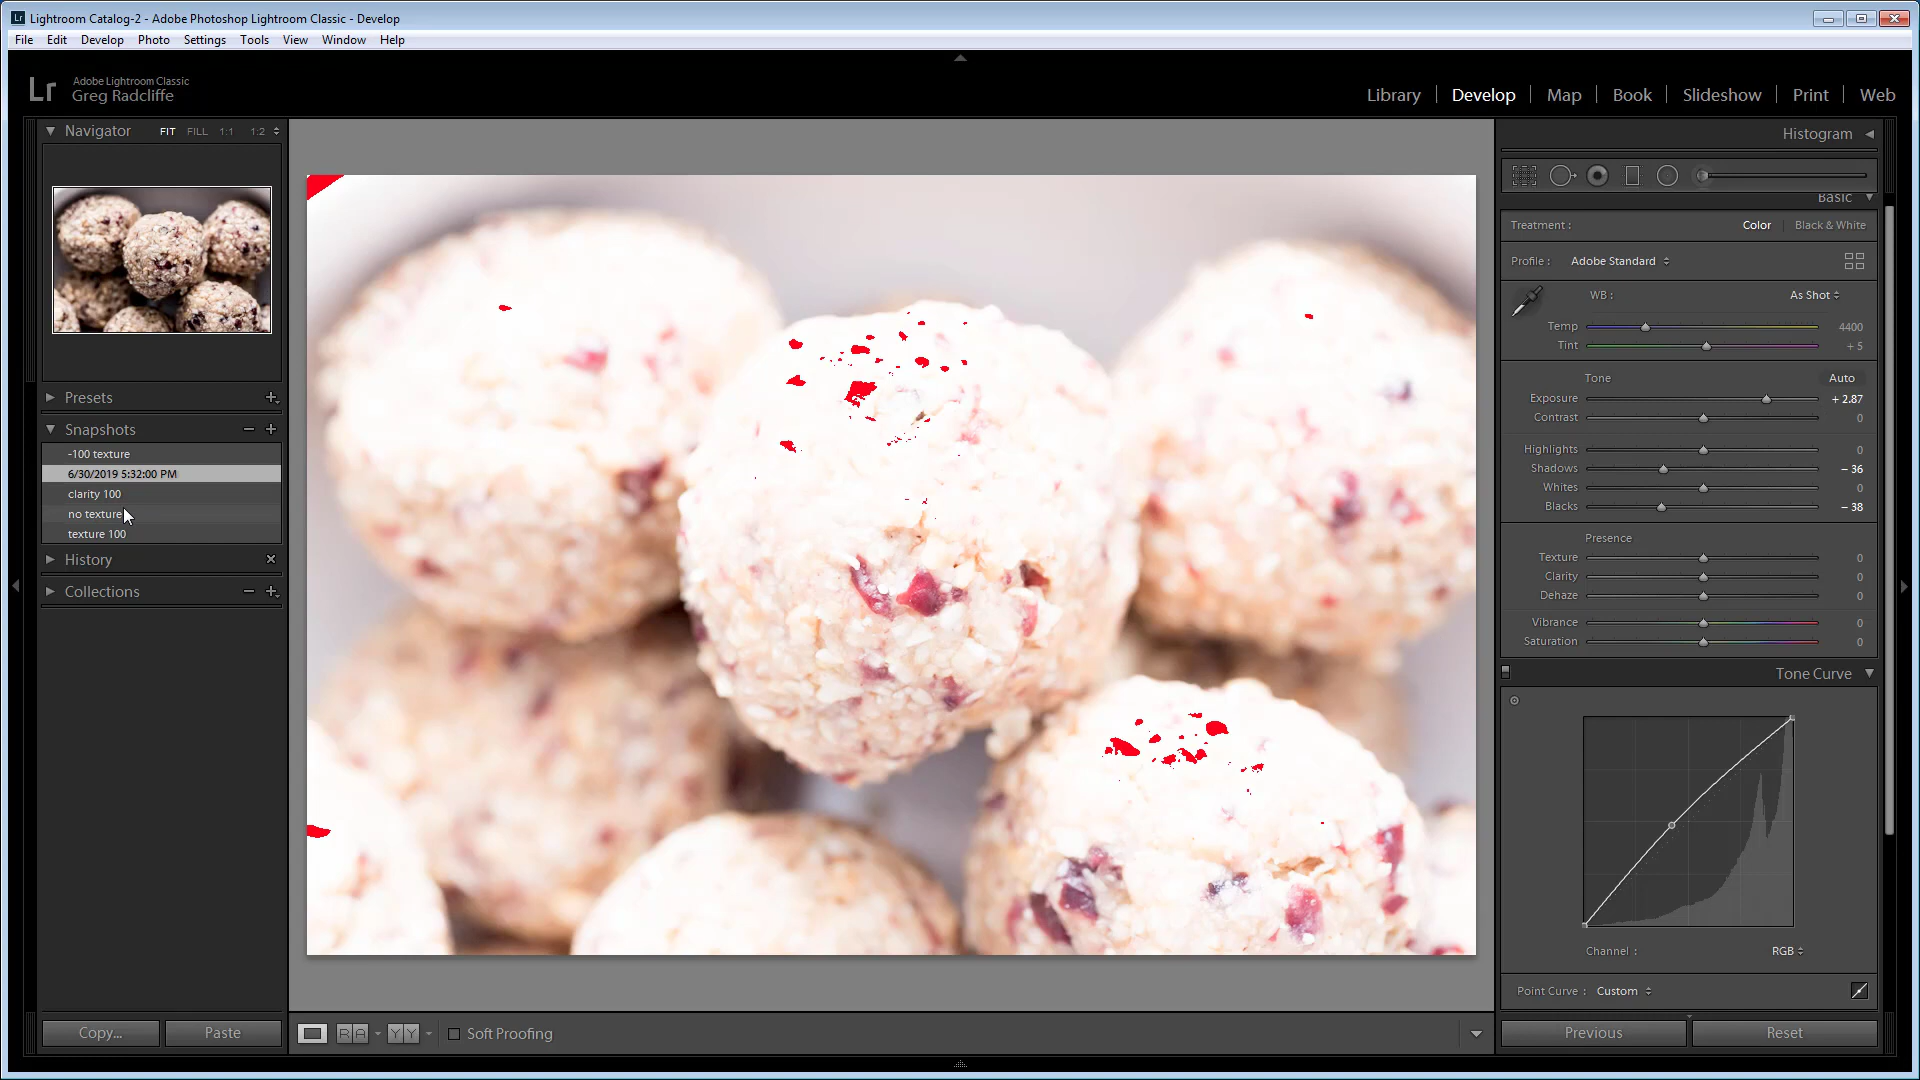 Lr Lightroom Catalog-2 - Adobe Photoshop Lightroom Classic - Develop
File Edit Develop Photo Settings Tools View Window Help
Lr Adobe Lightroom Classic
Greg Radcliffe
Library Develop Map Book Slideshow Print Web
Navigator FIT FILL 1:1 1:2
Presets
Snapshots
-100 texture
6/30/2019 5:32:00 PM
clarity 100
no texture
texture 100
History
Collections
Copy... Paste
R A Y Y Soft Proofing
Histogram
Basic
Treatment : Color Black & White
Profile : Adobe Standard
WB : As Shot
Temp 4400
Tint + 5
Tone Auto
Exposure + 2.87
Contrast 0
Highlights 0
Shadows – 36
Whites 0
Blacks – 38
Presence
Texture 0
Clarity 0
Dehaze 0
Vibrance 0
Saturation 0
Tone Curve
Channel : RGB
Point Curve : Custom
Previous Reset